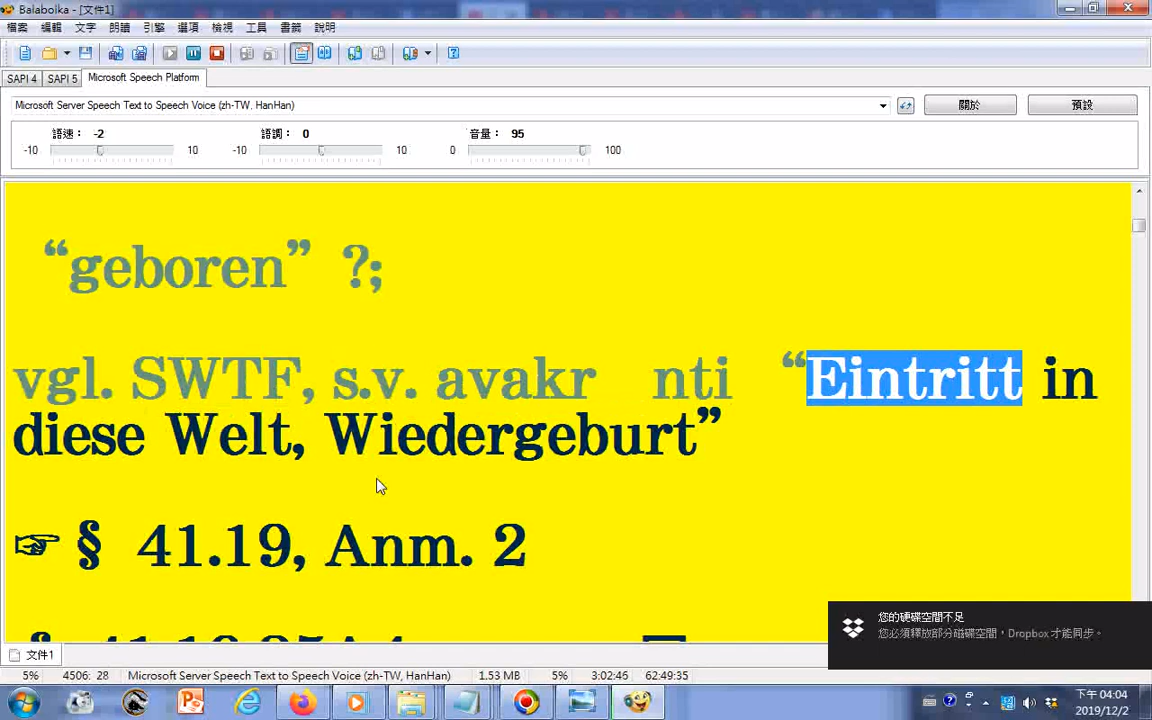 Balabolka - [文件1]
檔案 編輯 文字 朗讀 引擎 選項 檢視 工具 書籤 說明
SAPI 4 SAPI 5 Microsoft Speech Platform
Microsoft Server Speech Text to Speech Voice (zh-TW, HanHan) 關於 預設
語速： -2 語調： 0 音量： 95
-10 10 -10 10 0 100
“geboren” ?;
vgl. SWTF, s.v. avakr nti “Eintritt in
diese Welt, Wiedergeburt”
☞ § 41.19, Anm. 2
您的硬碟空間不足
您必須釋放部分磁碟空間，Dropbox 才能同步。
文件1
5% 4506: 28 Microsoft Server Speech Text to Speech Voice (zh-TW, HanHan) 1.53 MB 5% 3:02:46 62:49:35
下午 04:04
2019/12/2